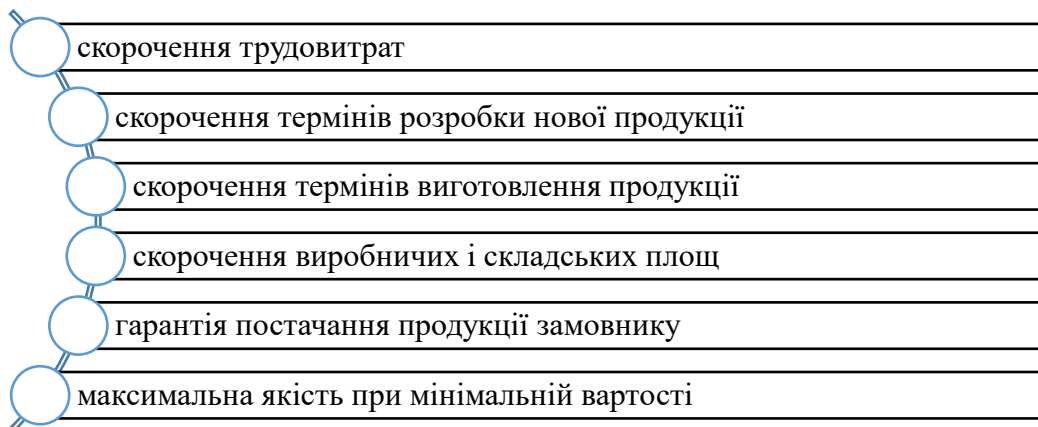 скорочення трудовитрат
скорочення термінів розробки нової продукції
скорочення термінів виготовлення продукції
скорочення виробничих і складських площ
гарантія постачання продукції замовнику
максимальна якість при мінімальній вартості